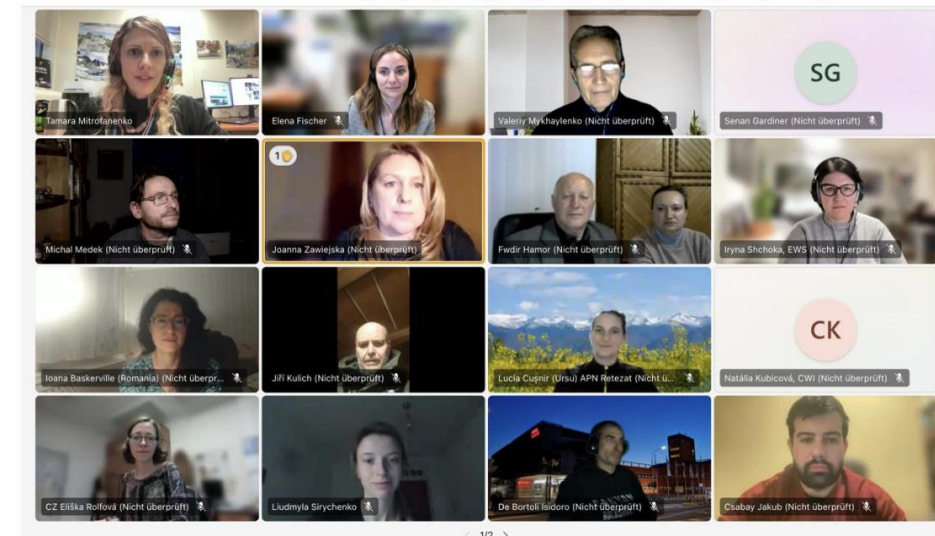 Tamara Mitrofanenko
Elena Fischer
Valeriy Mykhaylenko (Nicht überprüft)
SG
Senan Gardiner (Nicht überprüft)
Michal Medek (Nicht überprüft)
1
Joanna Zawiejska (Nicht überprüft)
Fwdir Hamor (Nicht überprüft)
Iryna Shchoka, EWS (Nicht überprüft)
Ioana Baskerville (Romania) (Nicht überpr...
Jiří Kulich (Nicht überprüft)
Lucia Cușnir (Ursu) APN Retezat (Nicht ü...
CK
Natália Kubicová, CWI (Nicht überprüft)
CZ Eliška Rolfová (Nicht überprüft)
Liudmyla Sirychenko
De Bortoli Isidoro (Nicht überprüft)
Csabay Jakub (Nicht überprüft)